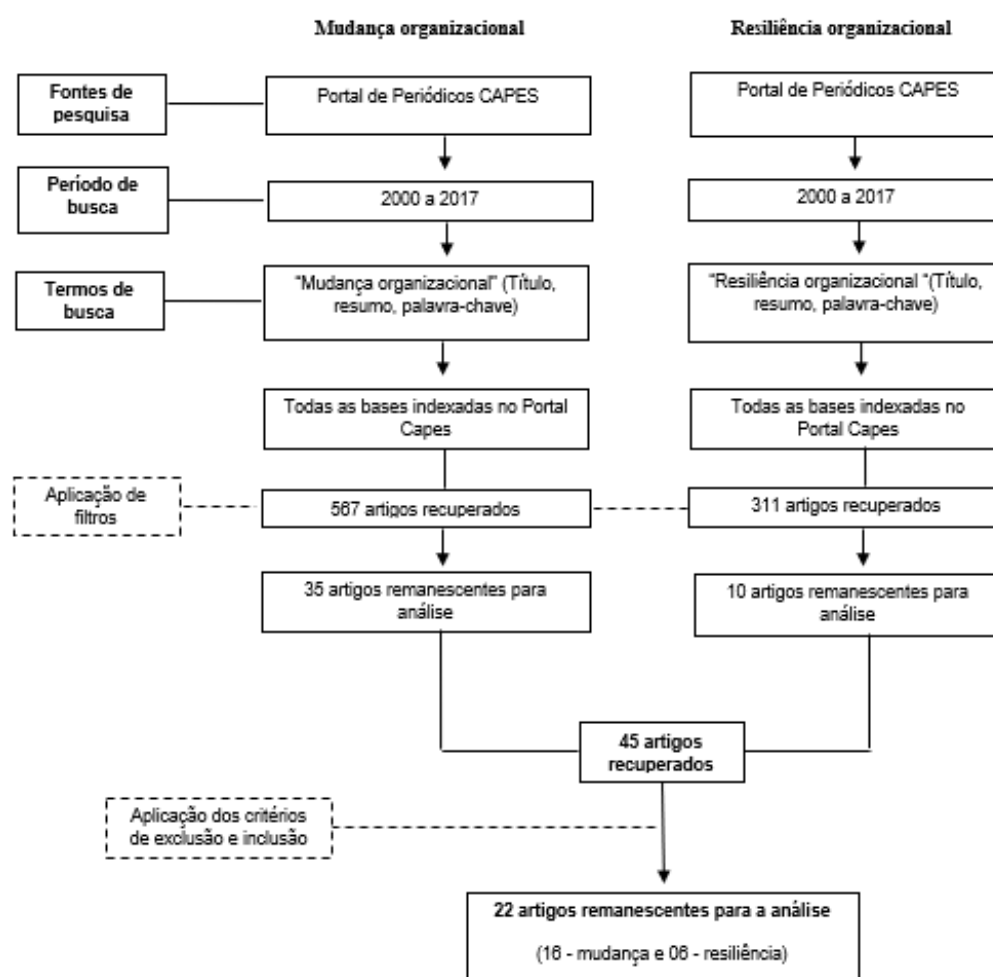 Mudança organizacional
Resiliência organizacional
Fontes de
pesquisa
Portal de Periódicos CAPES
Portal de Periódicos CAPES
Período de
busca
2000 a 2017
2000 a 2017
Termos de
busca
"Mudança organizacional" (Título,
resumo, palavra-chave)
"Resiliência organizacional "(Título,
resumo, palavra-chave)
Todas as bases indexadas no Portal
Capes
Todas as bases indexadas no
Portal Capes
Aplicação de
filtros
567 artigos recuperados
311 artigos recuperados
35 artigos remanescentes para
análise
10 artigos remanescentes para
análise
45 artigos
recuperados
Aplicação dos critérios
de exclusão e inclusão
22 artigos remanescentes para a análise
(16 - mudança e 06 - resiliência)